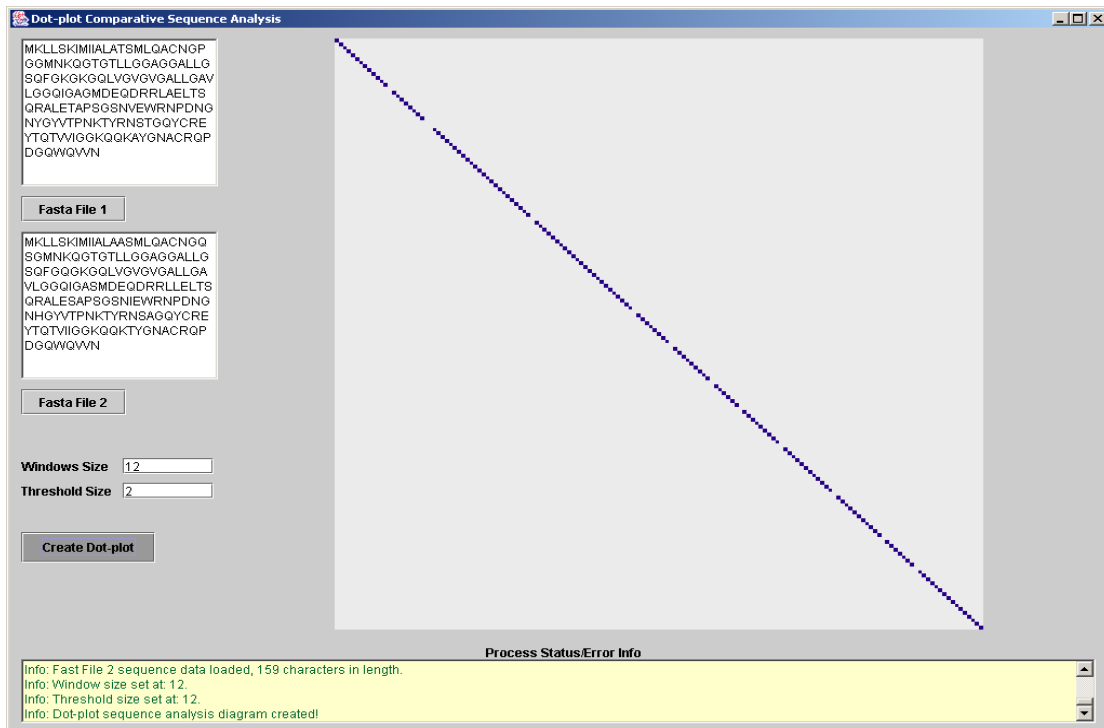 Dot-plot Comparative Sequence Analysis
MKLLSKIMIIALATSMLQACNGP
GGMNKQGTGTLLGGAGGALLG
SQFGKGKGQLVGVGVGALLGAV
LGGQIGAGMDEQDRRLAELTS
QRALETAPSGSNVEWRNPDNG
NYGYVTPNKTYRNSTGQYCRE
YTQTVVIGGKQQKAYGNACRQP
DGQWQVVN
Fasta File 1
MKLLSKIMIIALAASMLQACNGQ
SGMNKQGTGTLLGGAGGALLG
SQFGQGKGQLVGVGVGALLGA
VLGGQIGASMDEQDRRLLELTS
QRALESAPSGSNIEWRNPDNG
NHGYVTPNKTYRNSAGQYCRE
YTQTVIIGGKQQKTYGNACRQP
DGQWQVVN
Fasta File 2
Windows Size 12
Threshold Size 2
Create Dot-plot
Process Status/Error Info
Info: Fast File 2 sequence data loaded, 159 characters in length.
Info: Window size set at: 12.
Info: Threshold size set at: 12.
Info: Dot-plot sequence analysis diagram created!